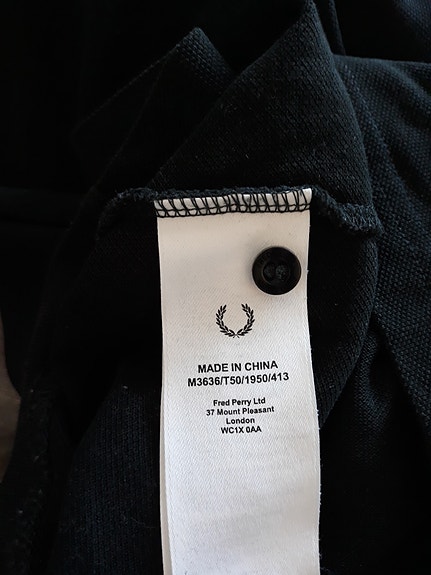 MADE IN CHINA
M3636/T50/1950/413
Fred Perry Ltd
37 Mount Pleasant
London
WC1X 0AA